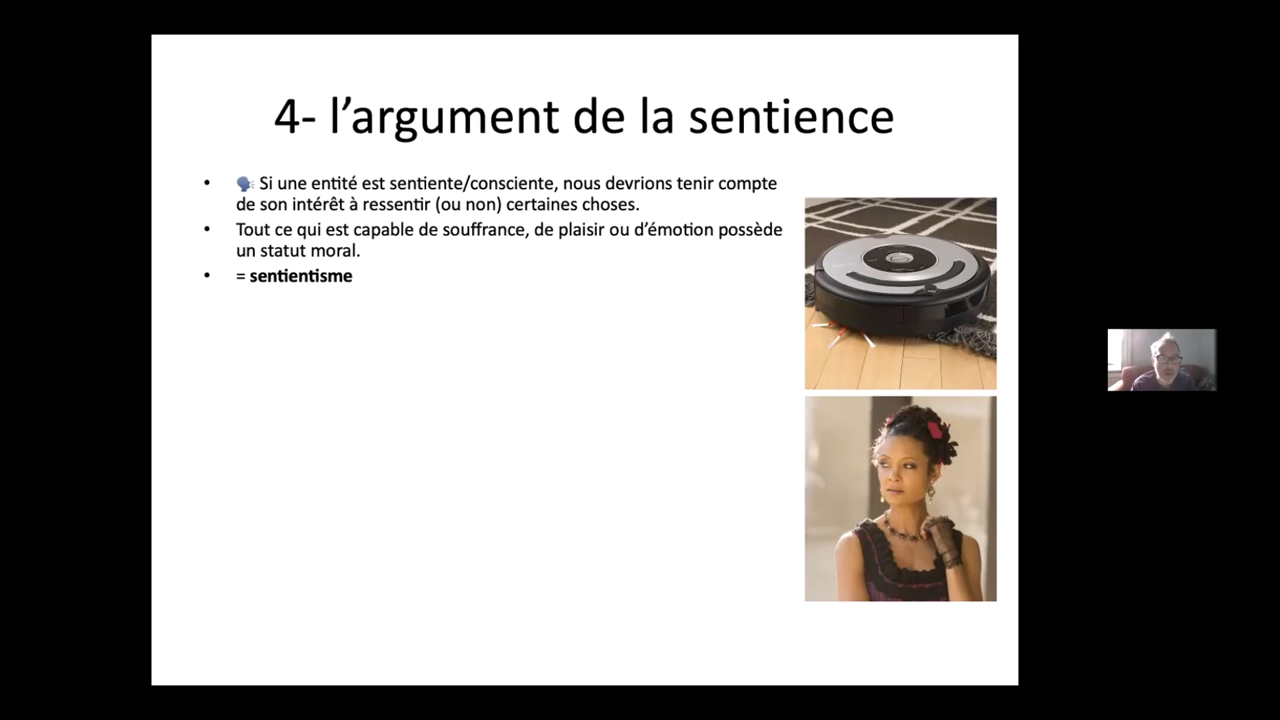 4- l’argument de la sentience
• 🗣 Si une entité est sentiente/consciente, nous devrions tenir compte
de son intérêt à ressentir (ou non) certaines choses.
• Tout ce qui est capable de souffrance, de plaisir ou d’émotion possède
un statut moral.
• = sentientisme